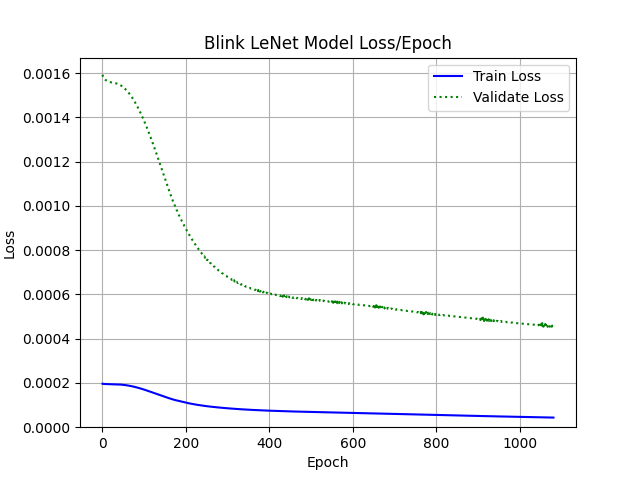 Blink LeNet Model Loss/Epoch
Train Loss
Validate Loss
0.0016
0.0014
0.0012
0.0010
0.0008
0.0006
0.0004
0.0002
0.0000
Loss
0 200 400 600 800 1000
Epoch